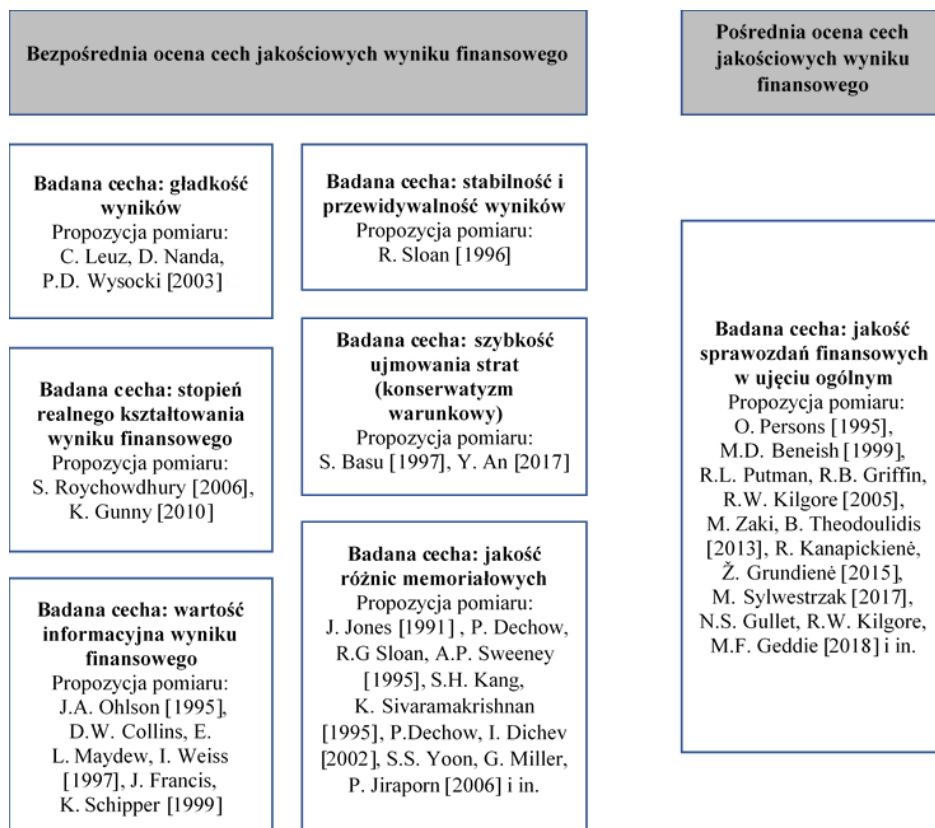 Bezpośrednia ocena cech jakościowych wyniku finansowego
Pośrednia ocena cech
jakościowych wyniku
finansowego
Badana cecha: gładkość
wyników
Propozycja pomiaru:
C. Leuz, D. Nanda,
P.D. Wysocki [2003]
Badana cecha: stabilność i
przewidywalność wyników
Propozycja pomiaru:
R. Sloan [1996]
Badana cecha: stopień
realnego kształtowania
wyniku finansowego
Propozycja pomiaru:
S. Roychowdhury [2006],
K. Gunny [2010]
Badana cecha: szybkość
ujmowania strat
(konserwatyzm
warunkowy)
Propozycja pomiaru:
S. Basu [1997], Y. An [2017]
Badana cecha: wartość
informacyjna wyniku
finansowego
Propozycja pomiaru:
J.A. Ohlson [1995],
D.W. Collins, E.
L. Maydew, I. Weiss
[1997], J. Francis,
K. Schipper [1999]
Badana cecha: jakość
różnic memoriałowych
Propozycja pomiaru:
J. Jones [1991] , P. Dechow,
R.G Sloan, A.P. Sweeney
[1995], S.H. Kang,
K. Sivaramakrishnan
[1995], P.Dechow, I. Dichev
[2002], S.S. Yoon, G. Miller,
P. Jiraporn [2006] i in.
Badana cecha: jakość
sprawozdań finansowych
w ujęciu ogólnym
Propozycja pomiaru:
O. Persons [1995],
M.D. Beneish [1999],
R.L. Putman, R.B. Griffin,
R.W. Kilgore [2005],
M. Zaki, B. Theodoulidis
[2013], R. Kanapickienė,
Ž. Grundienė [2015],
M. Sylwestrzak [2017],
N.S. Gullet, R.W. Kilgore,
M.F. Geddie [2018] i in.